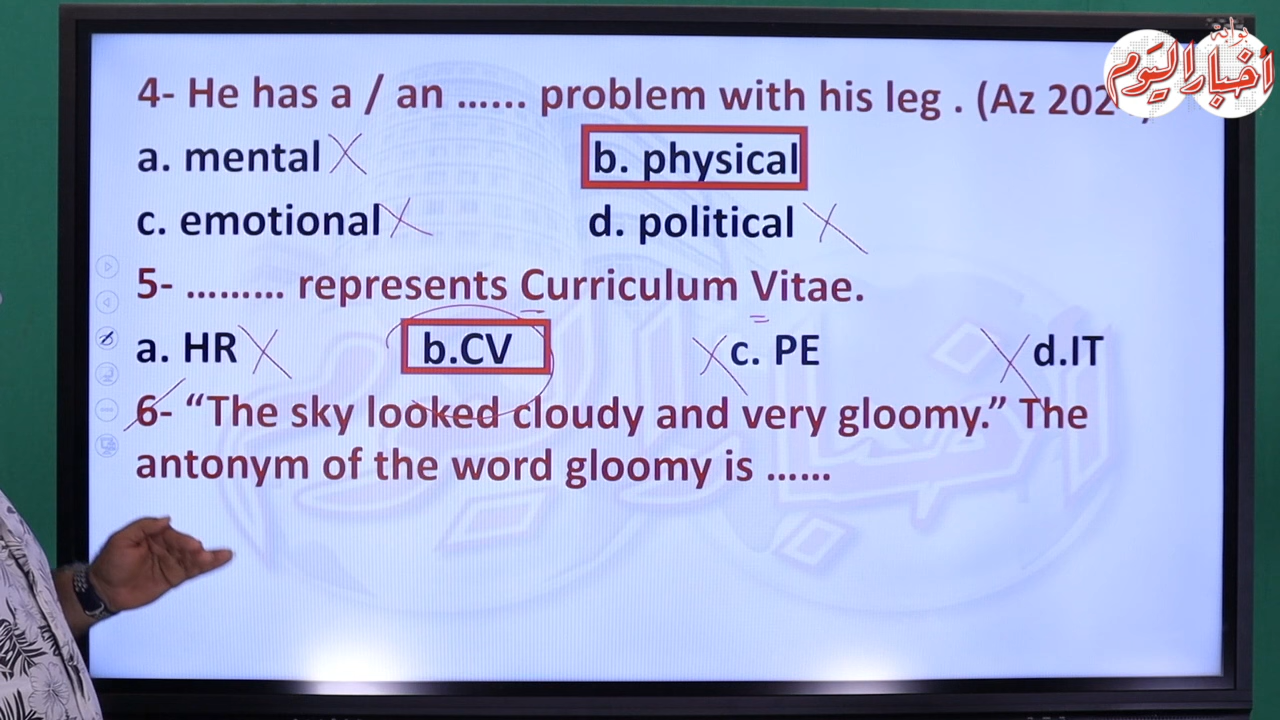 بوابة
أخبار اليوم
4- He has a / an ...... problem with his leg . (Az 202
a. mental
b. physical
c. emotional
d. political
5- ......... represents Curriculum Vitae.
a. HR
b.CV
c. PE
d.IT
6- “The sky looked cloudy and very gloomy.” The
antonym of the word gloomy is ......